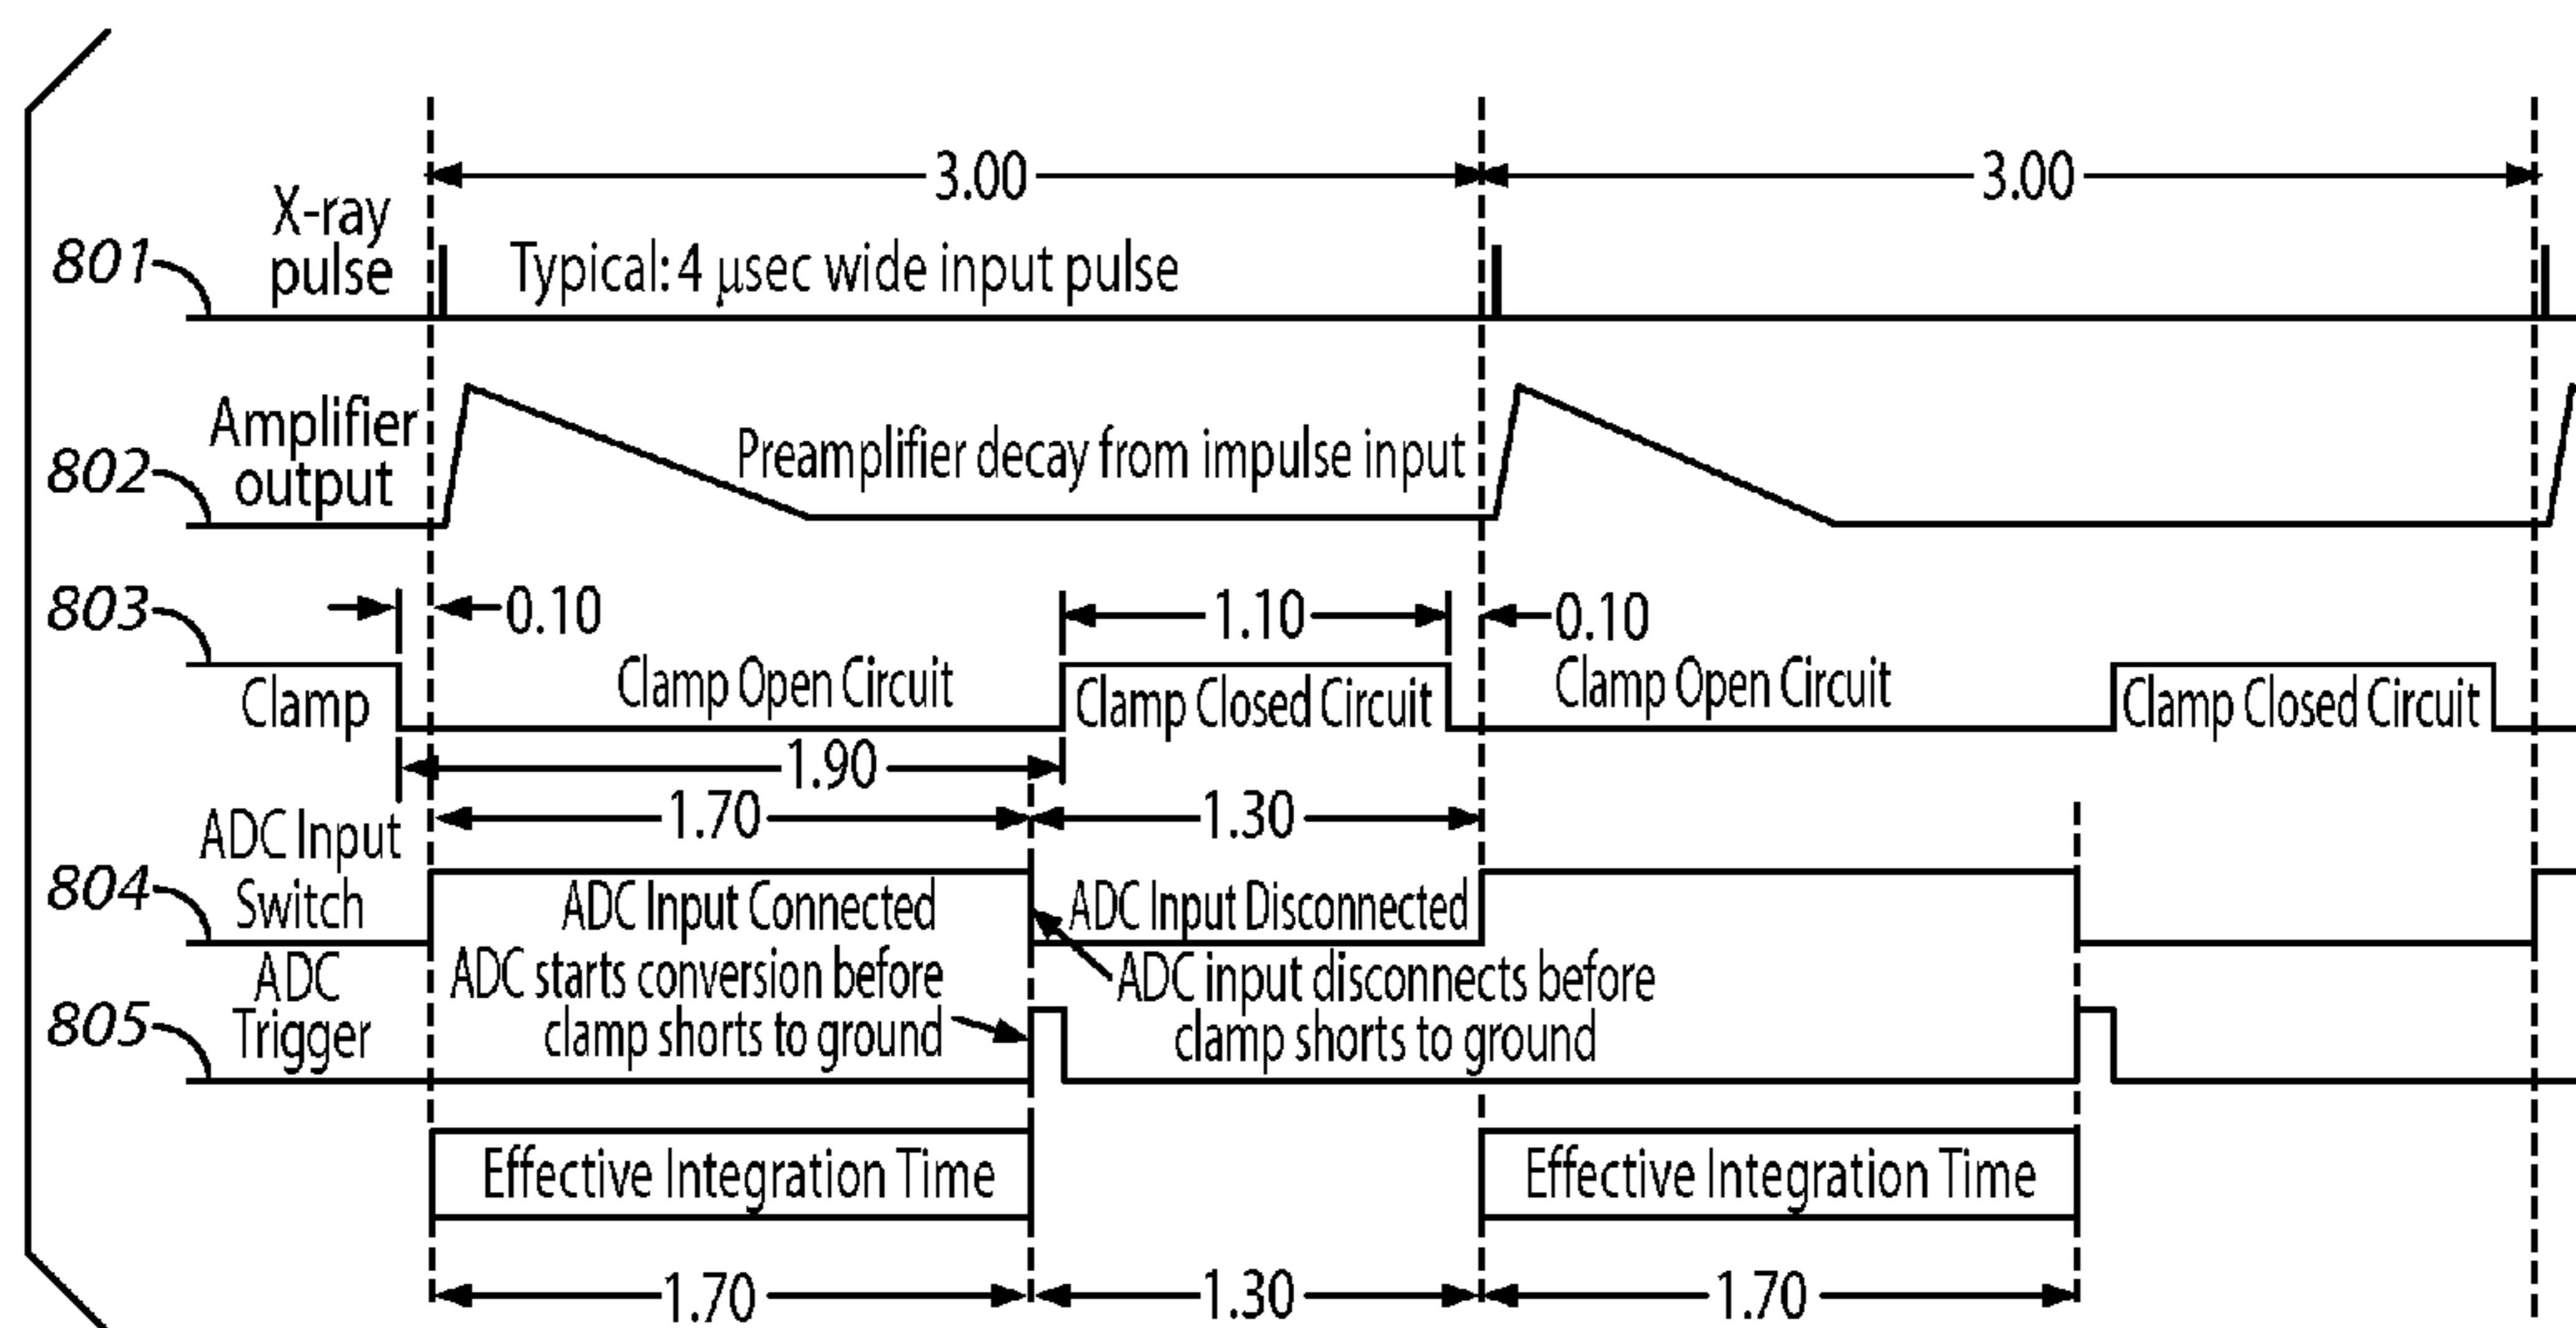 3.00
3.00
X-ray
pulse
801
Typical: 4 μsec wide input pulse
Amplifier
output
802
Preamplifier decay from impulse input
803
0.10
1.10
0.10
Clamp
Clamp Open Circuit
Clamp Closed Circuit
Clamp Open Circuit
Clamp Closed Circuit
1.90
1.70
1.30
ADC Input
Switch
804
ADC Input Connected
ADC Input Disconnected
ADC
Trigger
805
ADC starts conversion before
clamp shorts to ground
ADC input disconnects before
clamp shorts to ground
Effective Integration Time
Effective Integration Time
1.70
1.30
1.70